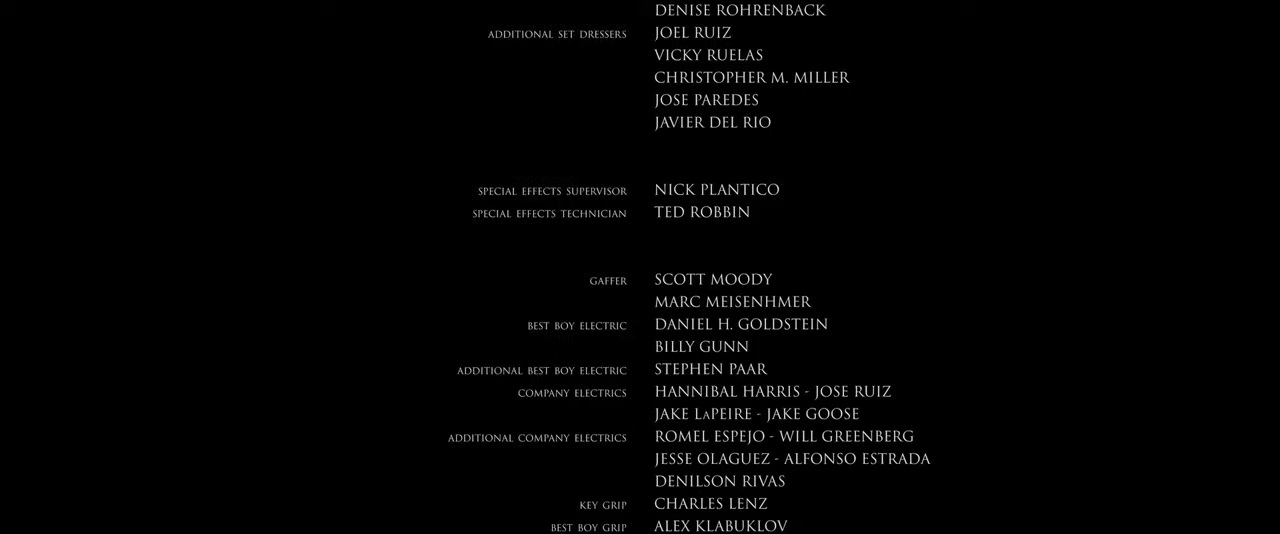 DENISE ROHRENBACK
ADDITIONAL SET DRESSERS JOEL RUIZ
VICKY RUELAS
CHRISTOPHER M. MILLER
JOSE PAREDES
JAVIER DEL RIO
SPECIAL EFFECTS SUPERVISOR NICK PLANTICO
SPECIAL EFFECTS TECHNICIAN TED ROBBIN
GAFFER SCOTT MOODY
MARC MEISENHMER
BEST BOY ELECTRIC DANIEL H. GOLDSTEIN
BILLY GUNN
ADDITIONAL BEST BOY ELECTRIC STEPHEN PAAR
COMPANY ELECTRICS HANNIBAL HARRIS - JOSE RUIZ
JAKE LAPEIRE - JAKE GOOSE
ADDITIONAL COMPANY ELECTRICS ROMEL ESPEJO - WILL GREENBERG
JESSE OLAGUEZ - ALFONSO ESTRADA
DENILSON RIVAS
KEY GRIP CHARLES LENZ
BEST BOY GRIP ALEX KLABUKLOV